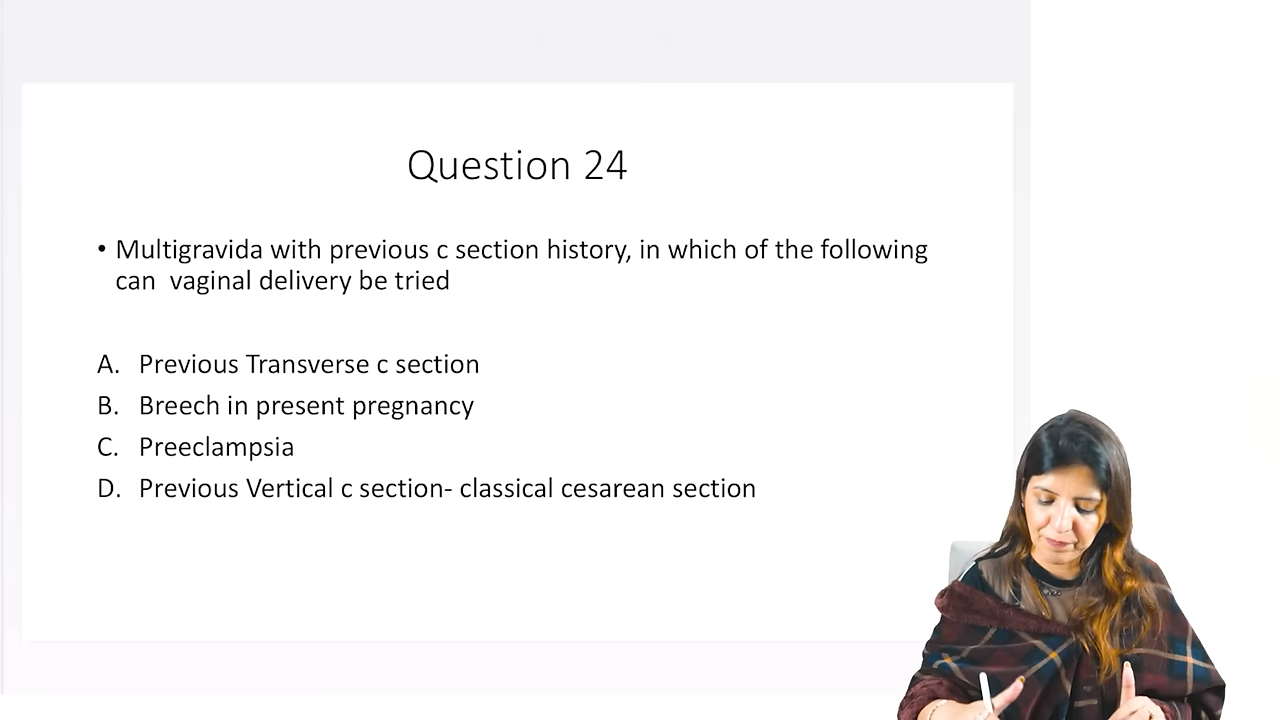 Question 24
• Multigravida with previous c section history, in which of the following
can  vaginal delivery be tried
A. Previous Transverse c section
B. Breech in present pregnancy
C. Preeclampsia
D. Previous Vertical c section- classical cesarean section